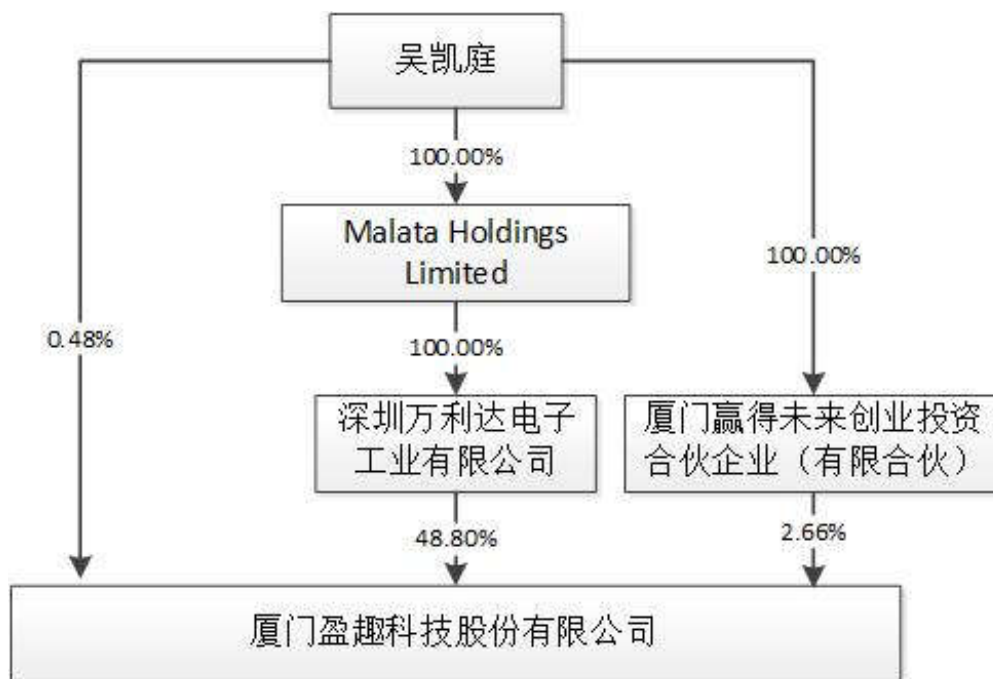 吴凯庭
100.00%
Malata Holdings
Limited
100.00%
0.48%
100.00%
深圳万利达电子
工业有限公司
厦门赢得未来创业投资
合伙企业（有限合伙）
48.80%
2.66%
厦门盈趣科技股份有限公司